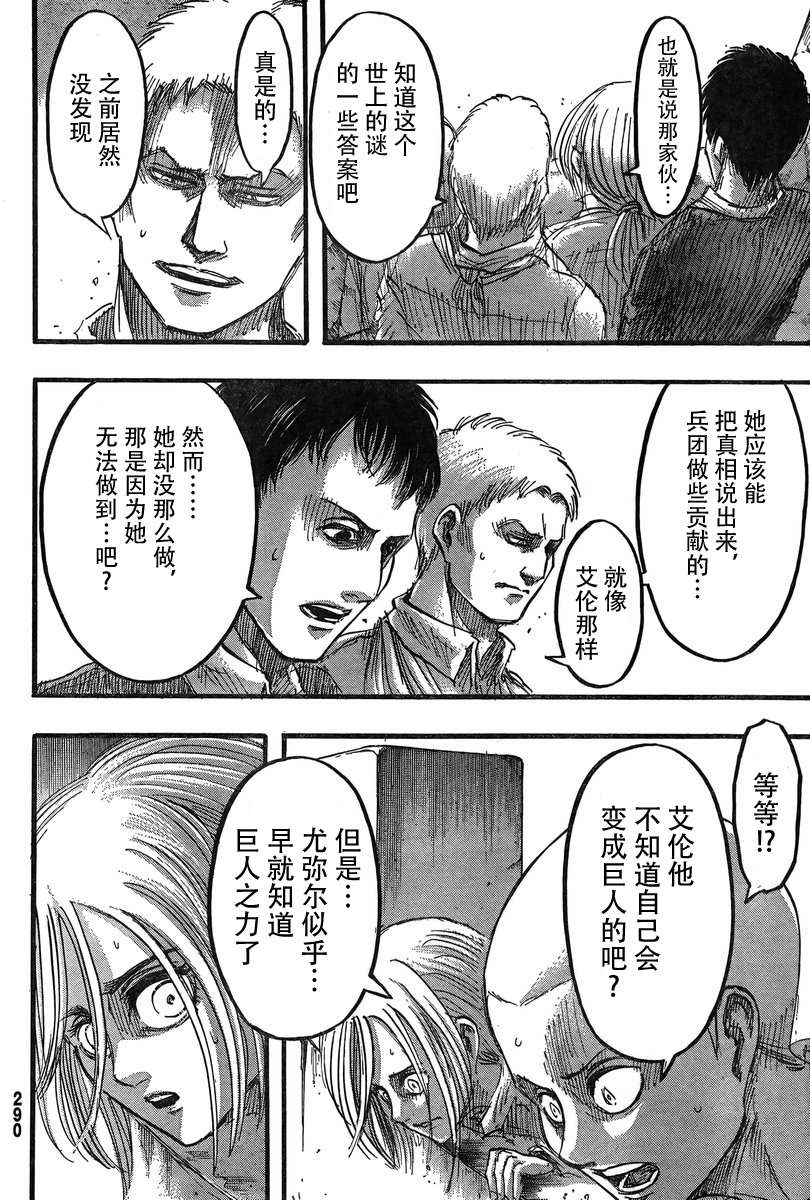 也就是说那家伙…
知道这个
世上的谜
的一些答案吧
真是的…
之前居然
没发现
她应该能
把真相说出来,
兵团做些贡献的…
就像
艾伦那样
然而……
她却没那么做,
那是因为她
无法做到…吧?
等等!?
艾伦他
不知道自己会
变成巨人的吧?
但是…
尤弥尔似乎…
早就知道
巨人之力了
290